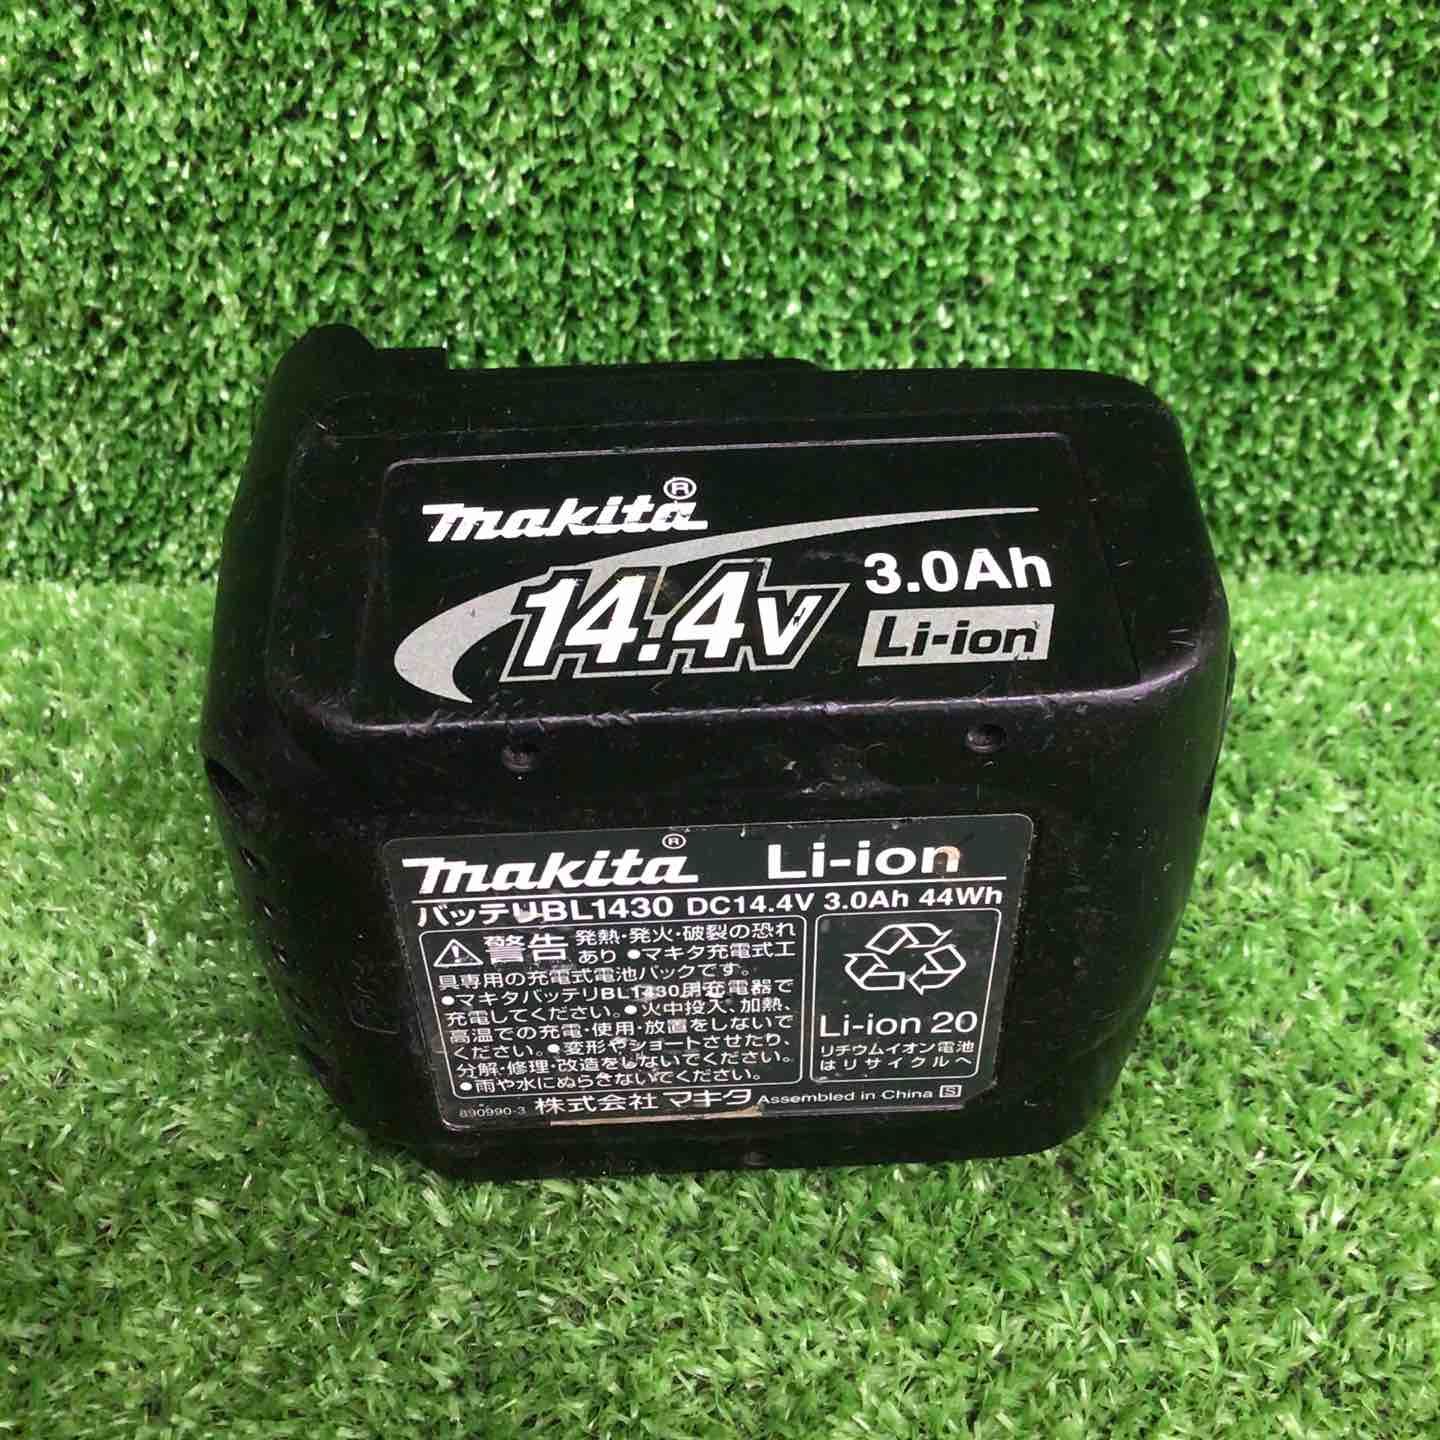 makita®
14.4V
3.0Ah
Li-ion
makita® Li-ion
バッテリBL1430 DC14.4V 3.0Ah 44Wh
警告 発熱・発火・破裂の恐れ
あり ●マキタ充電式工
具専用の充電式電池パックです。
●マキタバッテリBL1430用充電器で
充電してください。●火中投入、加熱、
高温での充電・使用・放置をしないで
ください。●変形やショートさせたり、
分解・修理・改造をしないでください。
●雨や水にぬらさないでください。
Li-ion 20
リチウムイオン電池
はリサイクルへ
890990-3 株式会社マキタ Assembled in China S